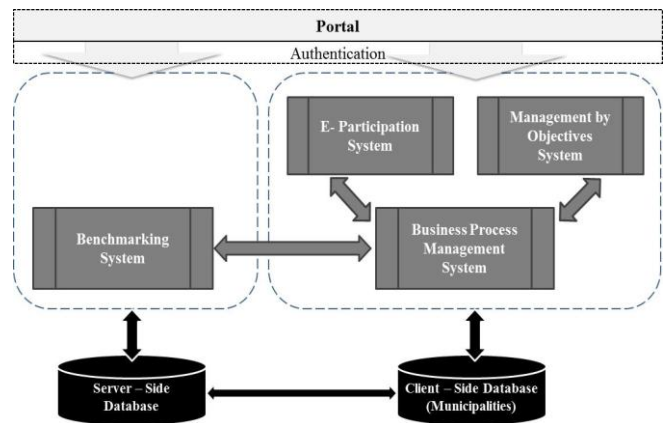 Portal
Authentication
E- Participation
System
Management by
Objectives
System
Benchmarking
System
Business Process
Management
System
Server – Side
Database
Client – Side Database
(Municipalities)